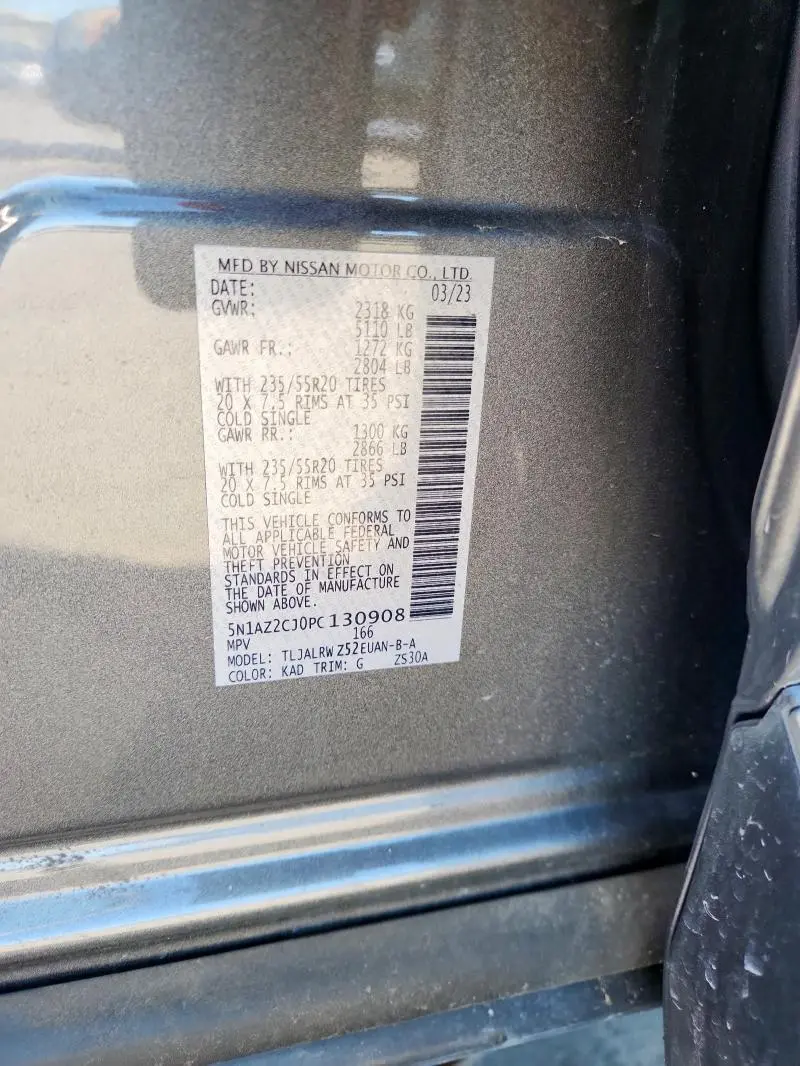 MFD BY NISSAN MOTOR CO., LTD.
DATE: 03/23
GVWR: 2318 KG
5110 LB
GAWR FR.: 1272 KG
2804 LB
WITH 235/55R20 TIRES
20 X 7.5 RIMS AT 35 PSI
COLD SINGLE
GAWR RR.: 1300 KG
2866 LB
WITH 235/55R20 TIRES
20 X 7.5 RIMS AT 35 PSI
COLD SINGLE
THIS VEHICLE CONFORMS TO
ALL APPLICABLE FEDERAL
MOTOR VEHICLE SAFETY AND
THEFT PREVENTION
STANDARDS IN EFFECT ON
THE DATE OF MANUFACTURE
SHOWN ABOVE.
5N1AZ2CJ0PC130908
MPV 166
MODEL: TLJALRW Z52EUAN-B-A
COLOR: KAD TRIM: G ZS30A